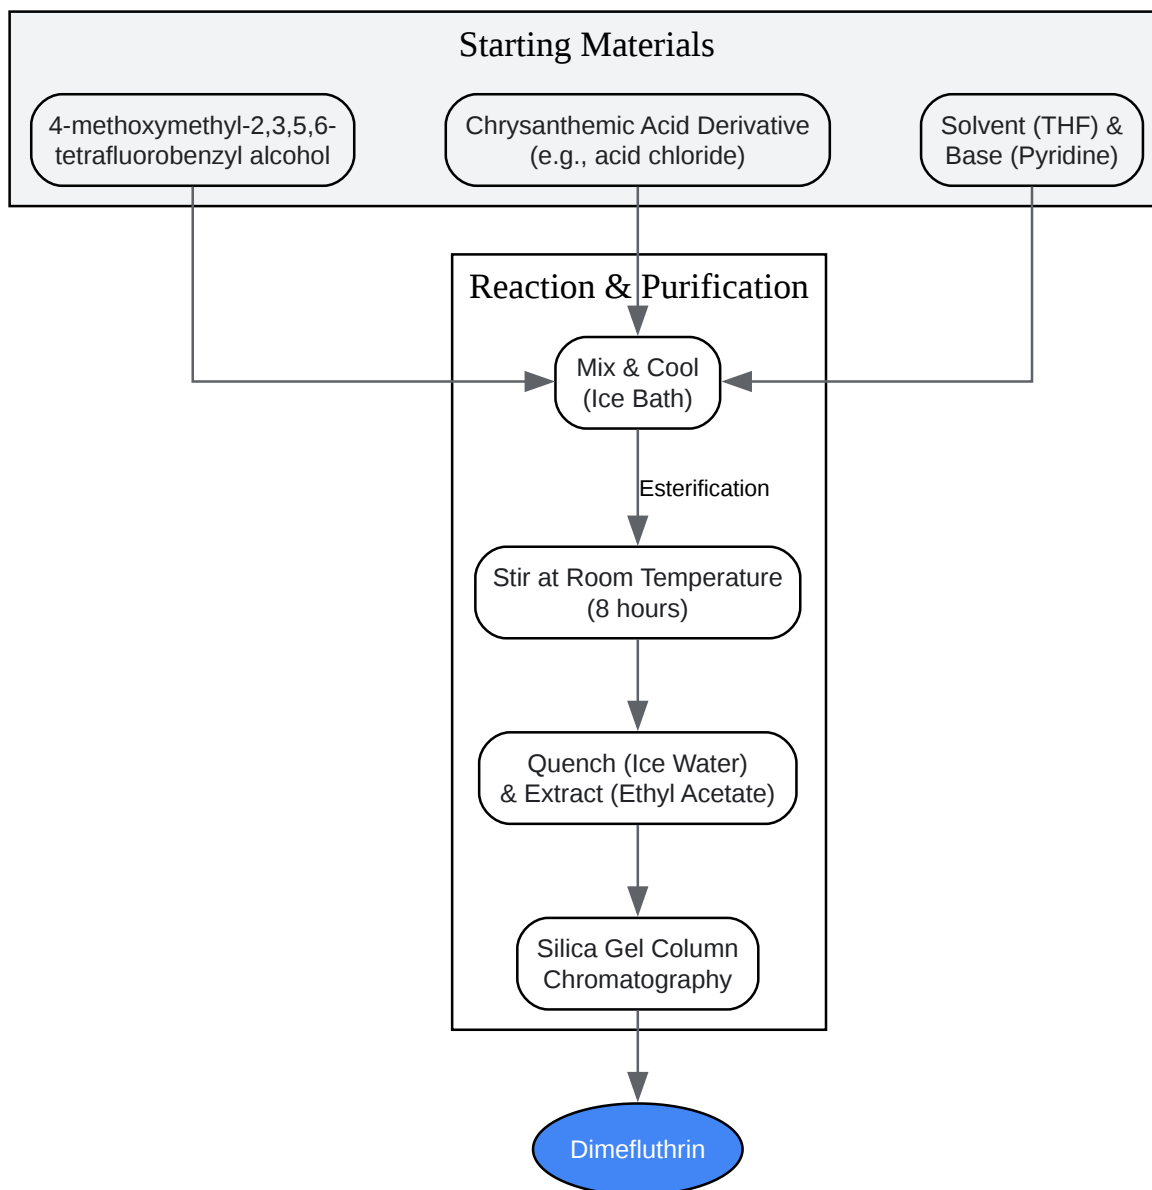 Starting Materials
4-methoxymethyl-2,3,5,6-
tetrafluorobenzyl alcohol
Chrysanthemic Acid Derivative
(e.g., acid chloride)
Solvent (THF) &
Base (Pyridine)
Reaction & Purification
Mix & Cool
(Ice Bath)
Esterification
Stir at Room Temperature
(8 hours)
Quench (Ice Water)
& Extract (Ethyl Acetate)
Silica Gel Column
Chromatography
Dimefluthrin